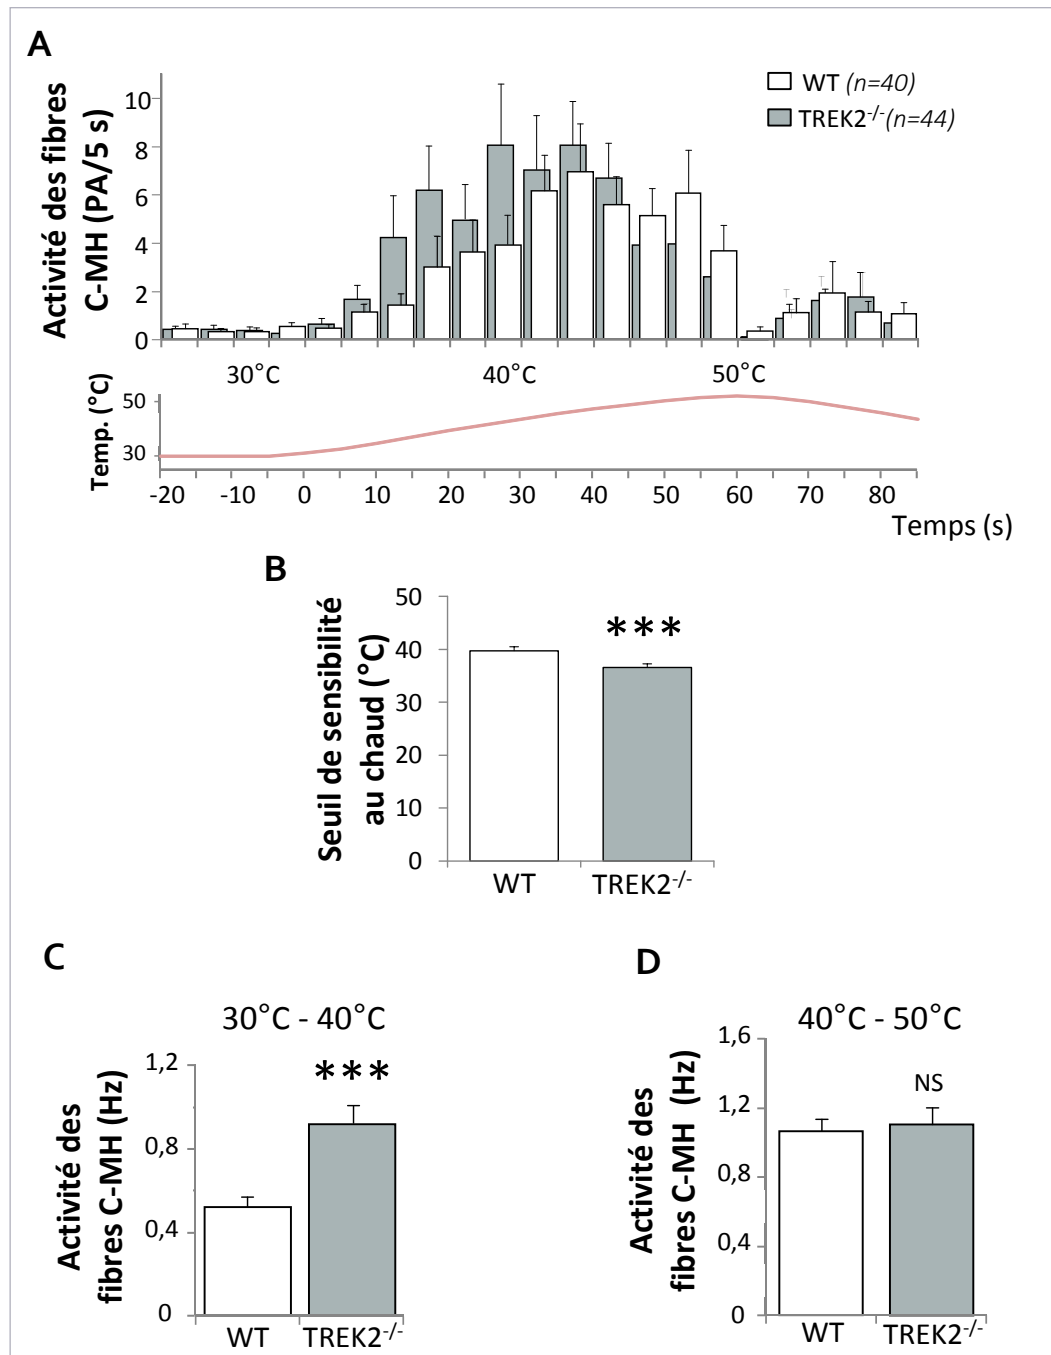 A
Activité des fibres
C-MH (PA/5 s)
10
8
6
4
2
0
WT (n=40)
TREK2-/-(n=44)
30°C 40°C 50°C
Temp. (°C)
50
30
-20 -10 0 10 20 30 40 50 60 70 80
Temps (s)
B
Seuil de sensibilité
au chaud (°C)
50
40
30
20
10
0
***
WT TREK2-/-
C
30°C - 40°C
Activité des
fibres C-MH (Hz)
1,2
0,8
0,4
0
***
WT TREK2-/-
D
40°C - 50°C
Activité des
fibres C-MH (Hz)
1,6
1,2
0,8
0,4
0
NS
WT TREK2-/-